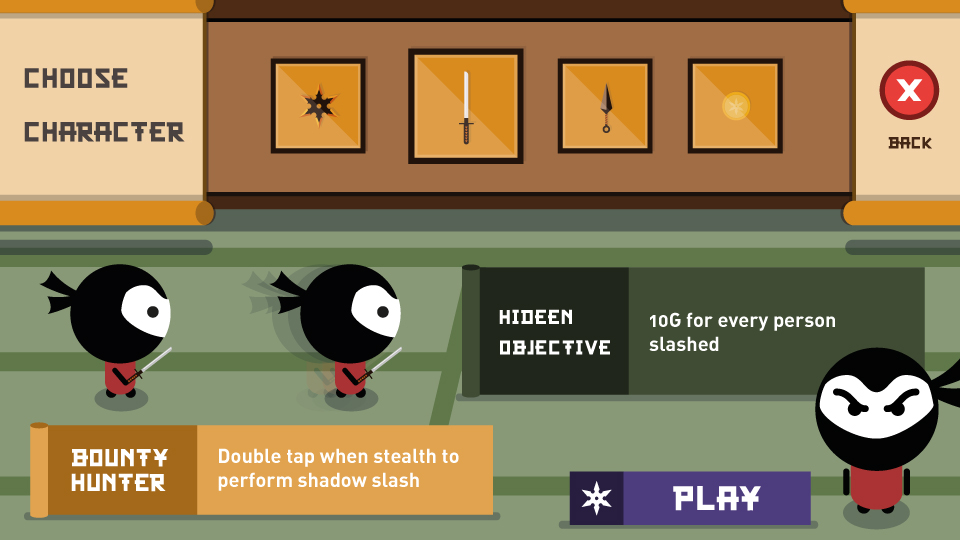 CHOOSE
CHARACTER
BACK
HIDEEN
OBJECTIVE
10G for every person
slashed
BOUNTY
HUNTER
Double tap when stealth to
perform shadow slash
PLAY